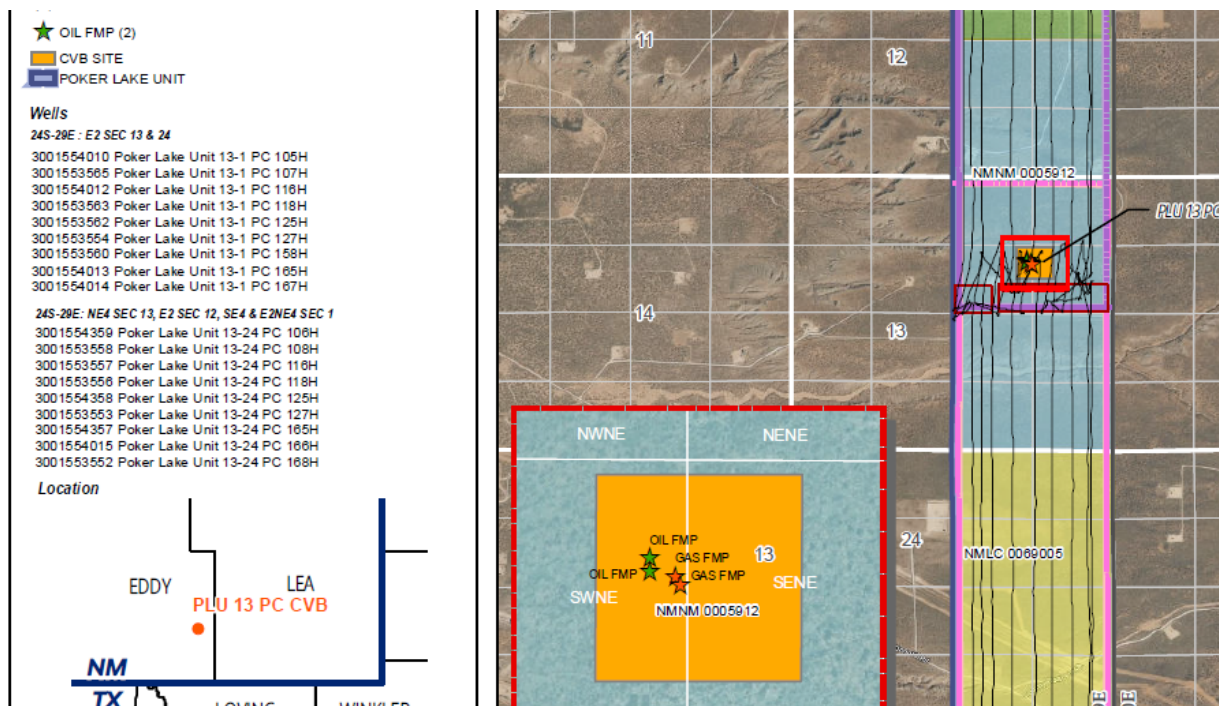 OIL FMP (2)
CVB SITE
POKER LAKE UNIT
Wells
24S-29E : E2 SEC 13 & 24
3001554010 Poker Lake Unit 13-1 PC 105H
3001553565 Poker Lake Unit 13-1 PC 107H
3001554012 Poker Lake Unit 13-1 PC 116H
3001553563 Poker Lake Unit 13-1 PC 118H
3001553562 Poker Lake Unit 13-1 PC 125H
3001553554 Poker Lake Unit 13-1 PC 127H
3001553560 Poker Lake Unit 13-1 PC 158H
3001554013 Poker Lake Unit 13-1 PC 165H
3001554014 Poker Lake Unit 13-1 PC 167H
24S-29E: NE4 SEC 13, E2 SEC 12, SE4 & E2NE4 SEC 1
3001554359 Poker Lake Unit 13-24 PC 106H
3001553558 Poker Lake Unit 13-24 PC 108H
3001553557 Poker Lake Unit 13-24 PC 116H
3001553556 Poker Lake Unit 13-24 PC 118H
3001554358 Poker Lake Unit 13-24 PC 125H
3001553553 Poker Lake Unit 13-24 PC 127H
3001554357 Poker Lake Unit 13-24 PC 165H
3001554015 Poker Lake Unit 13-24 PC 166H
3001553552 Poker Lake Unit 13-24 PC 168H
Location
EDDY
LEA
PLU 13 PC CVB
NM
TX
LOVING
WINKLER
11
12
NMNM 0005912
PLU 13 PC
14
13
NWNE
NENE
OIL FMP
GAS FMP
13
OIL FMP
GAS FMP
SWNE
SENE
NMNM 0005912
24
NMLC 0069005